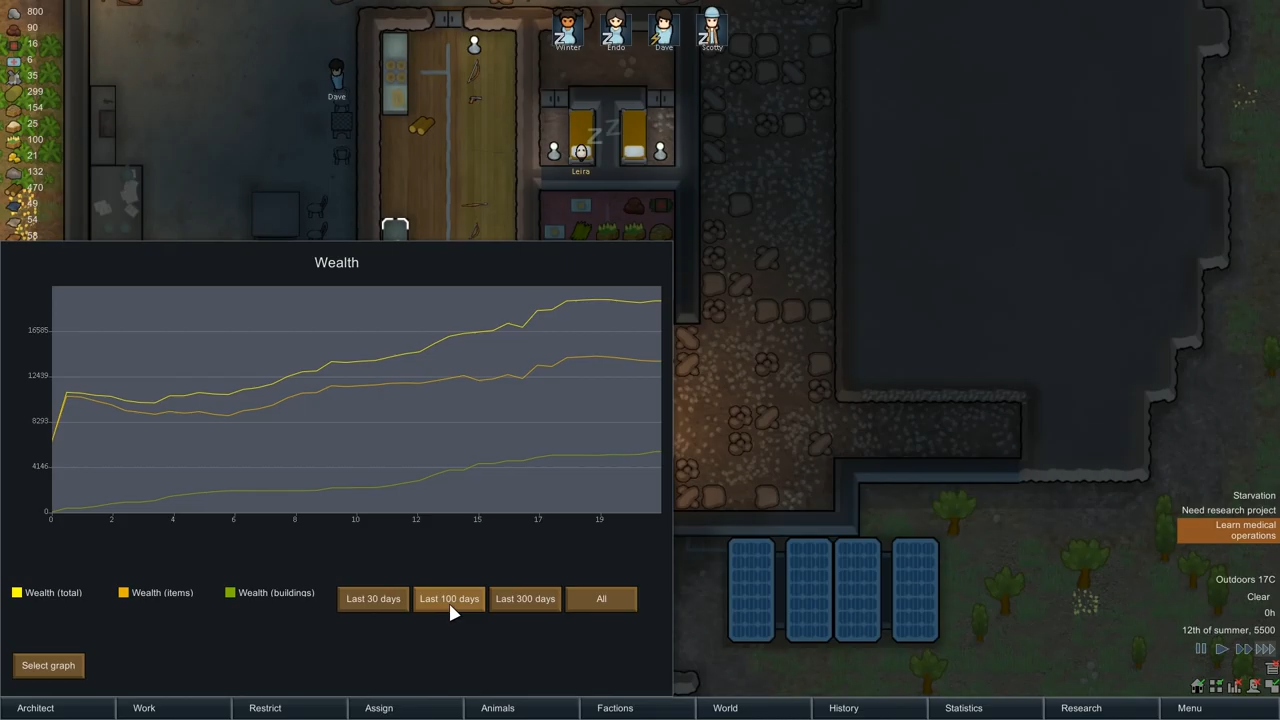 800
90
16
6
35
299
154
25
100
21
132
470
49
54
58
Winter
Endo
Dave
Scotty
Dave
Leira
1
Wealth
16585
12439
8293
4146
0
0 2 4 6 8 10 12 15 17 19
Wealth (total) Wealth (items) Wealth (buildings)
Last 30 days Last 100 days Last 300 days All
Select graph
Starvation
Need research project
Learn medical
operations
Outdoors 17C
Clear
0h
12th of summer, 5500
Architect Work Restrict Assign Animals Factions World History Statistics Research Menu